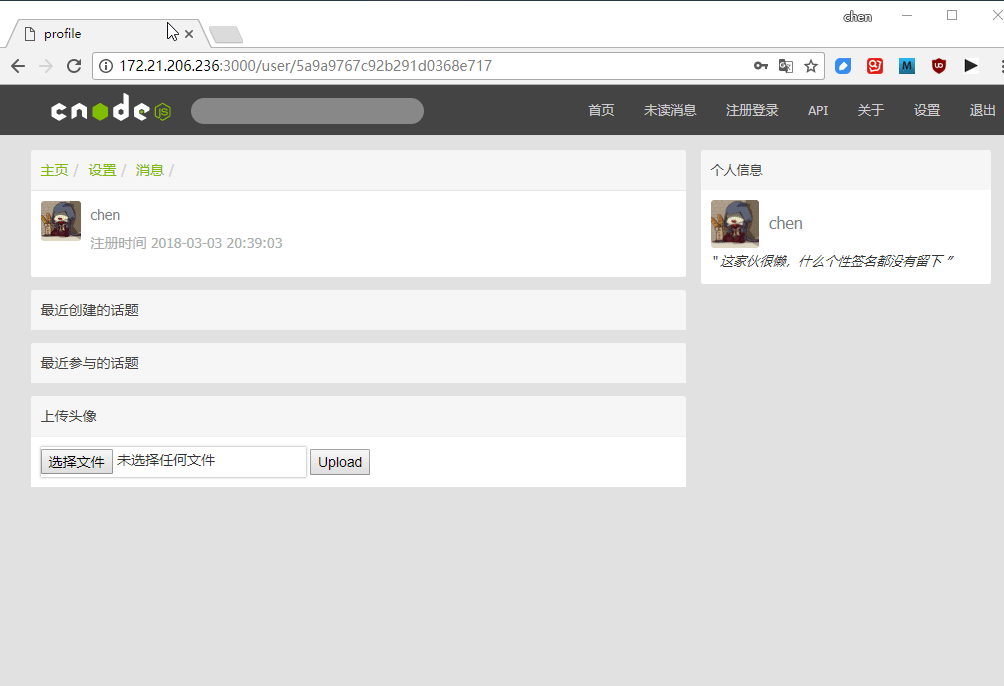 chen
profile
172.21.206.236:3000/user/5a9a9767c92b291d0368e717
cnode JS 首页 未读消息 注册登录 API 关于 设置 退出
主页 / 设置 / 消息 /
chen
注册时间 2018-03-03 20:39:03
最近创建的话题
最近参与的话题
上传头像
选择文件 未选择任何文件 Upload
个人信息
chen
" 这家伙很懒，什么个性签名都没有留下 "